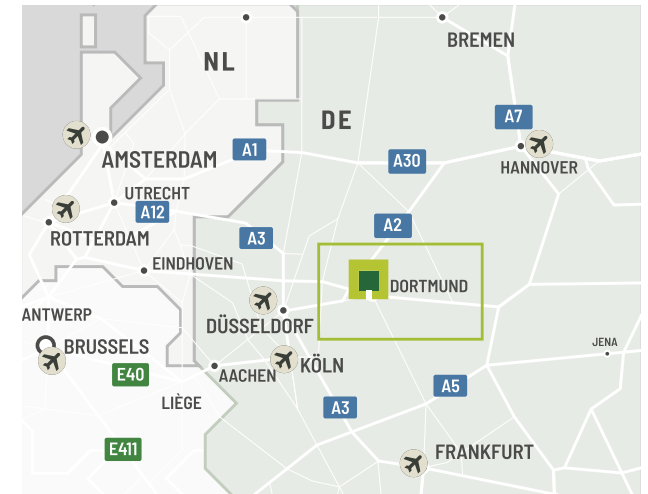 NL
BREMEN
DE
A7
A1
A30
AMSTERDAM
HANNOVER
UTRECHT
A12
A2
ROTTERDAM
A3
EINDHOVEN
DORTMUND
ANTWERP
DÜSSELDORF
BRUSSELS
JENA
KÖLN
E40
AACHEN
A5
LIÈGE
A3
E411
FRANKFURT